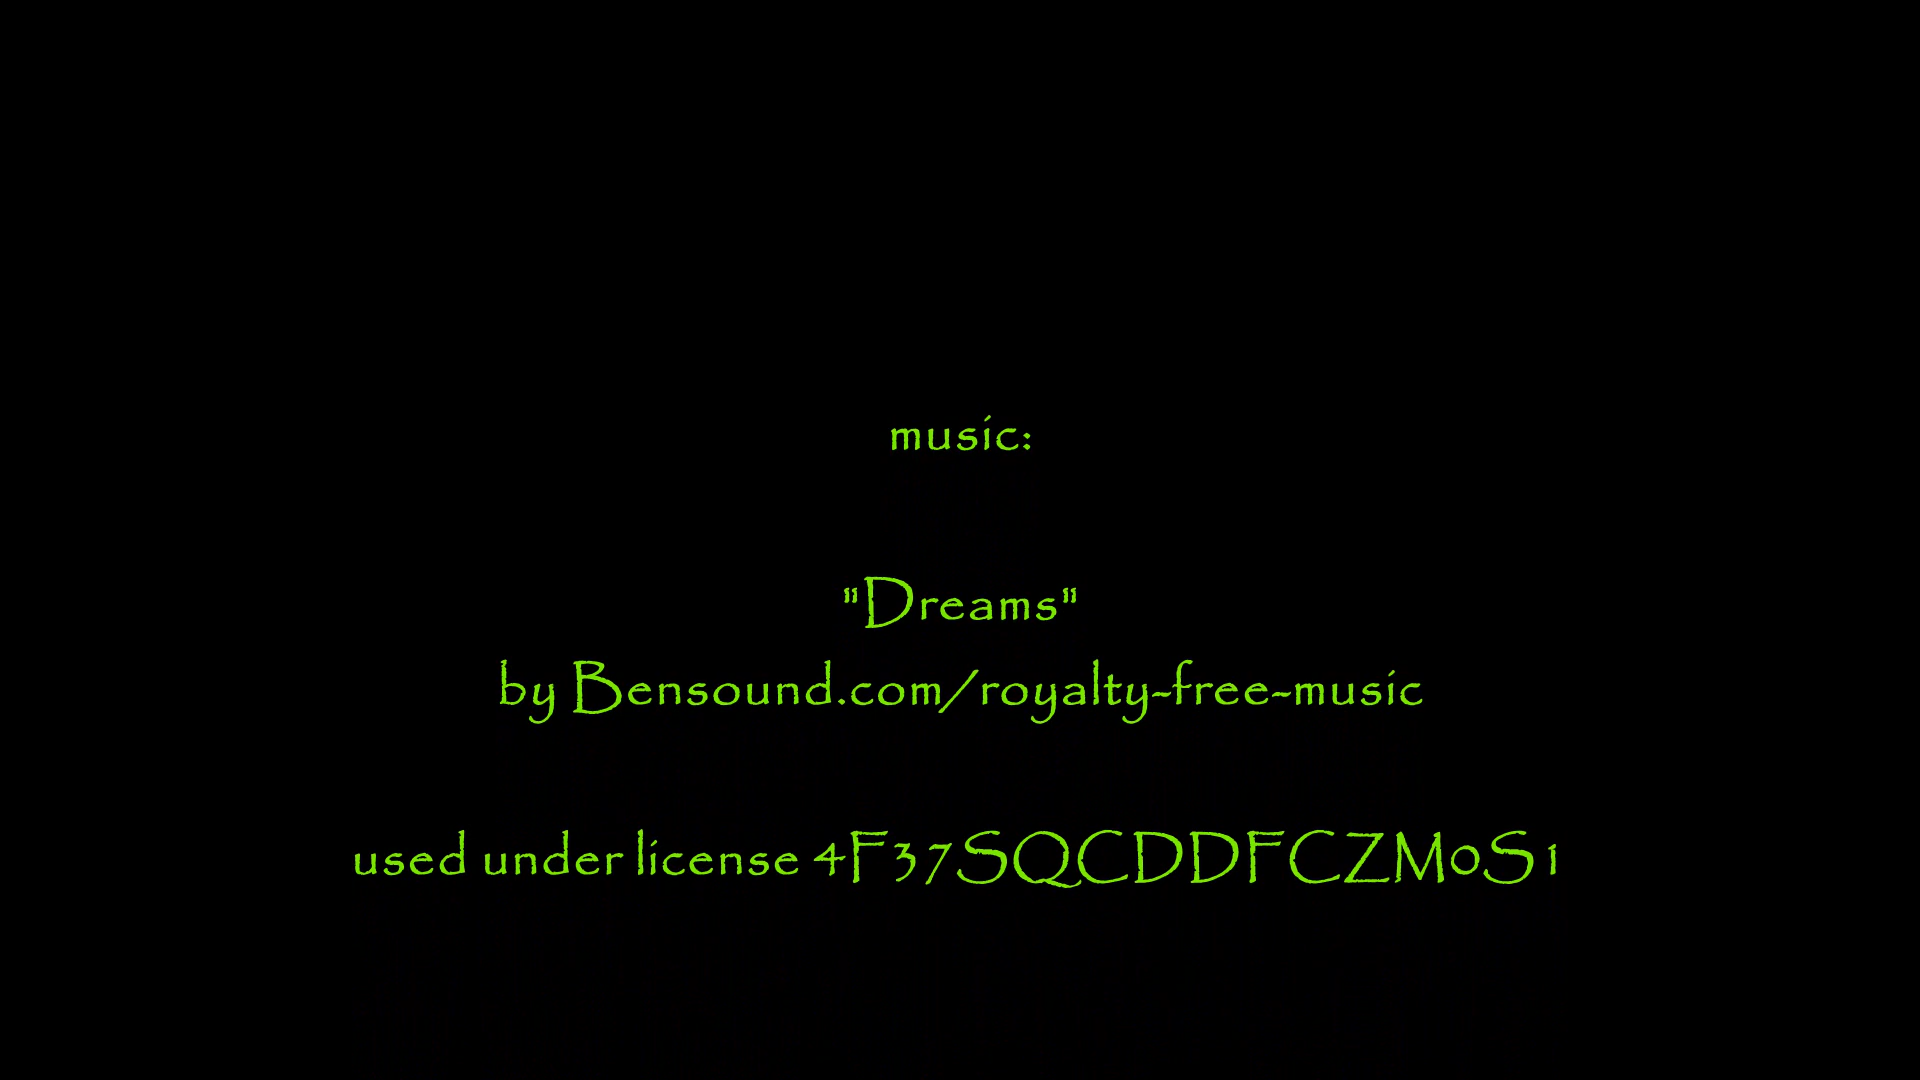 music:
"Dreams"
by Bensound.com/royalty-free-music
used under license 4F37SQCDDFCZM0S1